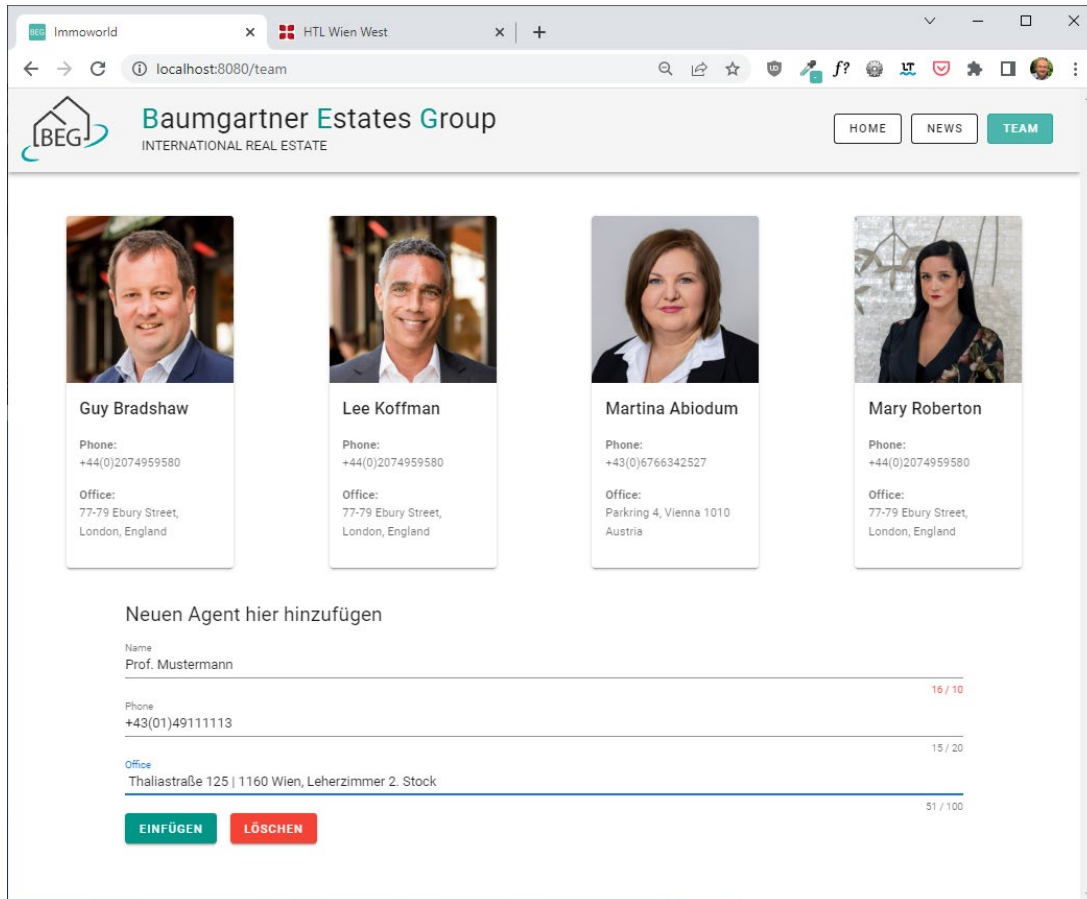 BEG Immoworld
HTL Wien West
localhost:8080/team
UD f? LT
BEG
Baumgartner Estates Group
INTERNATIONAL REAL ESTATE
HOME NEWS TEAM
Guy Bradshaw
Phone:
+44(0)2074959580
Office:
77-79 Ebury Street,
London, England
Lee Koffman
Phone:
+44(0)2074959580
Office:
77-79 Ebury Street,
London, England
Martina Abiodum
Phone:
+43(0)6766342527
Office:
Parkring 4, Vienna 1010
Austria
Mary Roberton
Phone:
+44(0)2074959580
Office:
77-79 Ebury Street,
London, England
Neuen Agent hier hinzufügen
Name
Prof. Mustermann
16 / 10
Phone
+43(01)49111113
15 / 20
Office
Thaliastraße 125 | 1160 Wien, Leherzimmer 2. Stock
51 / 100
EINFÜGEN LÖSCHEN